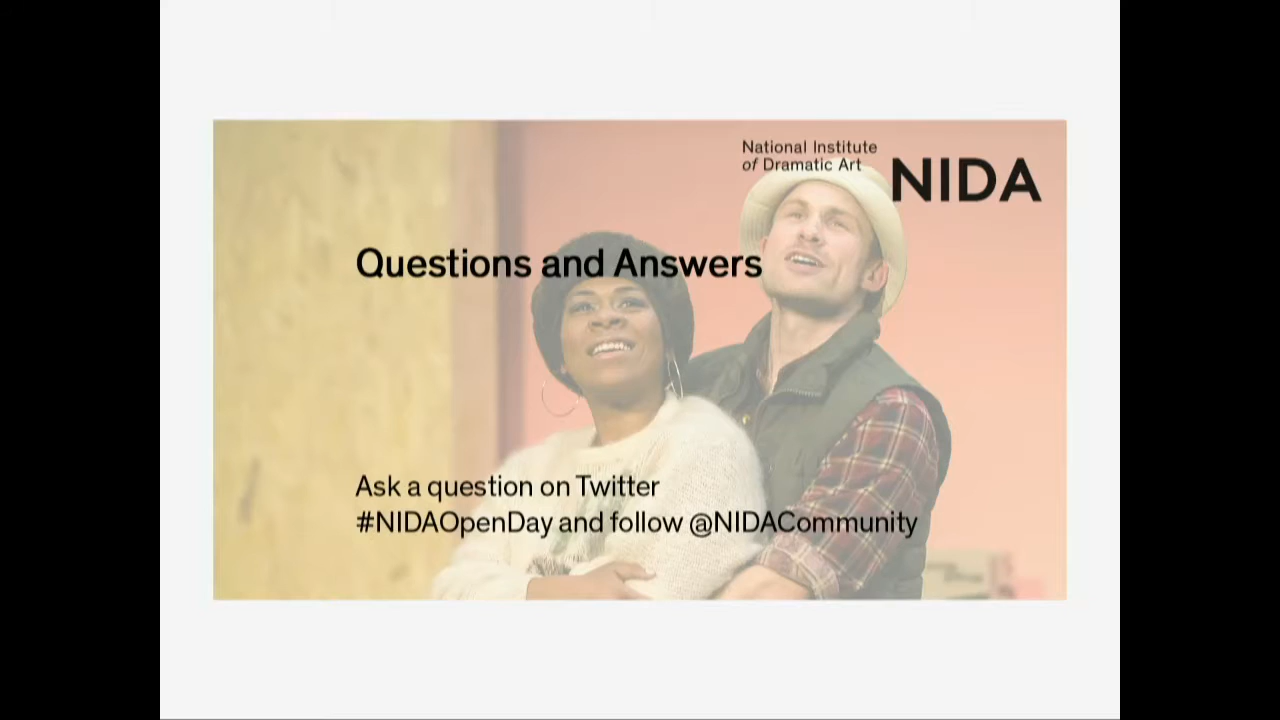 National Institute
of Dramatic Art
NIDA
Questions and Answers
Ask a question on Twitter
#NIDAOpenDay and follow @NIDACommunity